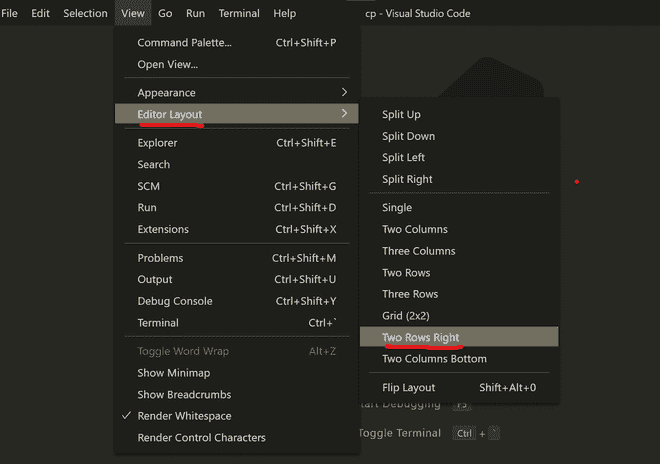 File Edit Selection View Go Run Terminal Help cp - Visual Studio Code
Command Palette... Ctrl+Shift+P
Open View...
Appearance
Editor Layout
Explorer Ctrl+Shift+E
Search
SCM Ctrl+Shift+G
Run Ctrl+Shift+D
Extensions Ctrl+Shift+X
Problems Ctrl+Shift+M
Output Ctrl+Shift+U
Debug Console Ctrl+Shift+Y
Terminal Ctrl+`
Toggle Word Wrap Alt+Z
Show Minimap
Show Breadcrumbs
Render Whitespace
Render Control Characters
Split Up
Split Down
Split Left
Split Right
Single
Two Columns
Three Columns
Two Rows
Three Rows
Grid (2x2)
Two Rows Right
Two Columns Bottom
Flip Layout Shift+Alt+0
Debugging F5
Toggle Terminal Ctrl + `